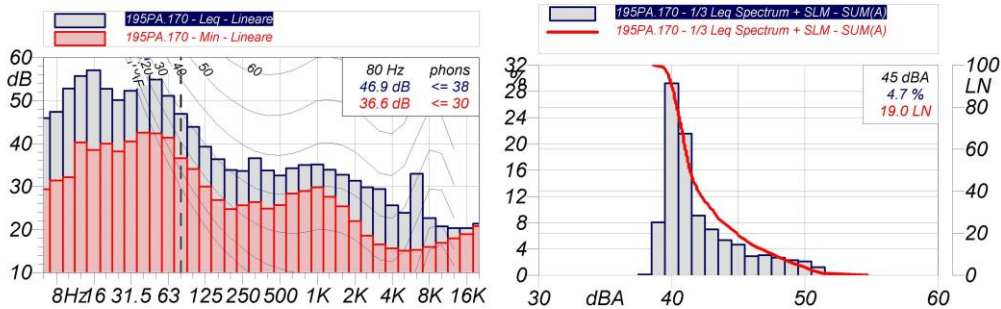 195PA.170 - Leq - Lineare
195PA.170 - Min - Lineare
60
dB
50
40
30
20
10
20
30
40
50
60
80 Hz phons
46.9 dB <= 38
36.6 dB <= 30
8Hz 16 31.5 63 125 250 500 1K 2K 4K 8K 16K
195PA.170 - 1/3 Leq Spectrum + SLM - SUM(A)
195PA.170 - 1/3 Leq Spectrum + SLM - SUM(A)
32
%
28
24
20
16
12
8
4
0
45 dBA
4.7 %
19.0 LN
100
LN
80
60
40
20
0
30 dBA 40 50 60